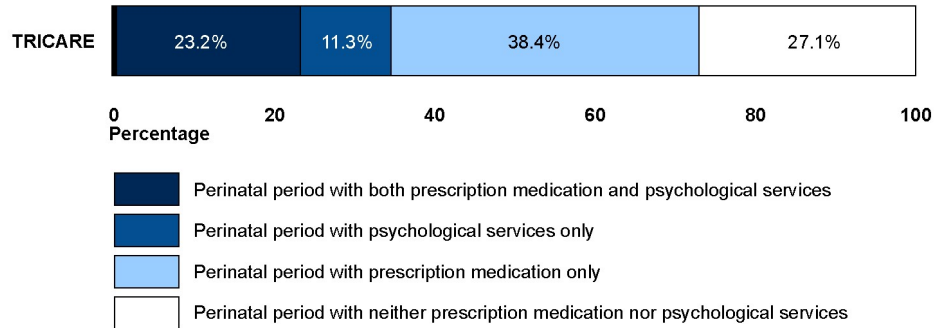 TRICARE 23.2% 11.3% 38.4% 27.1%
0 20 40 60 80 100
Percentage
Perinatal period with both prescription medication and psychological services
Perinatal period with psychological services only
Perinatal period with prescription medication only
Perinatal period with neither prescription medication nor psychological services